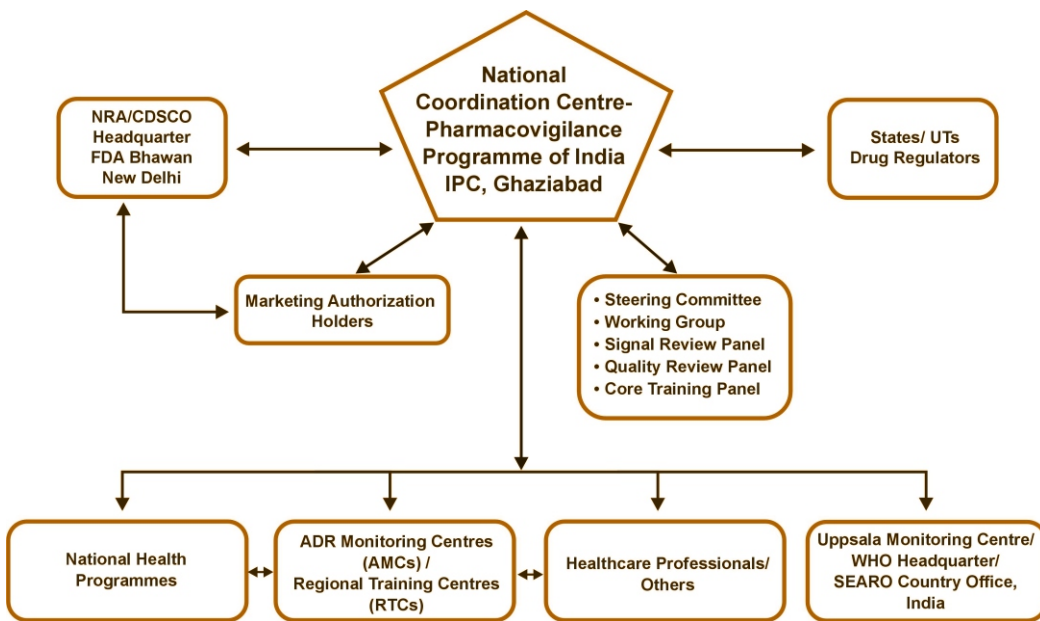 National
Coordination Centre-
Pharmacovigilance
Programme of India
IPC, Ghaziabad
NRA/CDSCO
Headquarter
FDA Bhawan
New Delhi
States/ UTs
Drug Regulators
Marketing Authorization
Holders
• Steering Committee
• Working Group
• Signal Review Panel
• Quality Review Panel
• Core Training Panel
National Health
Programmes
ADR Monitoring Centres
(AMCs) /
Regional Training Centres
(RTCs)
Healthcare Professionals/
Others
Uppsala Monitoring Centre/
WHO Headquarter/
SEARO Country Office,
India